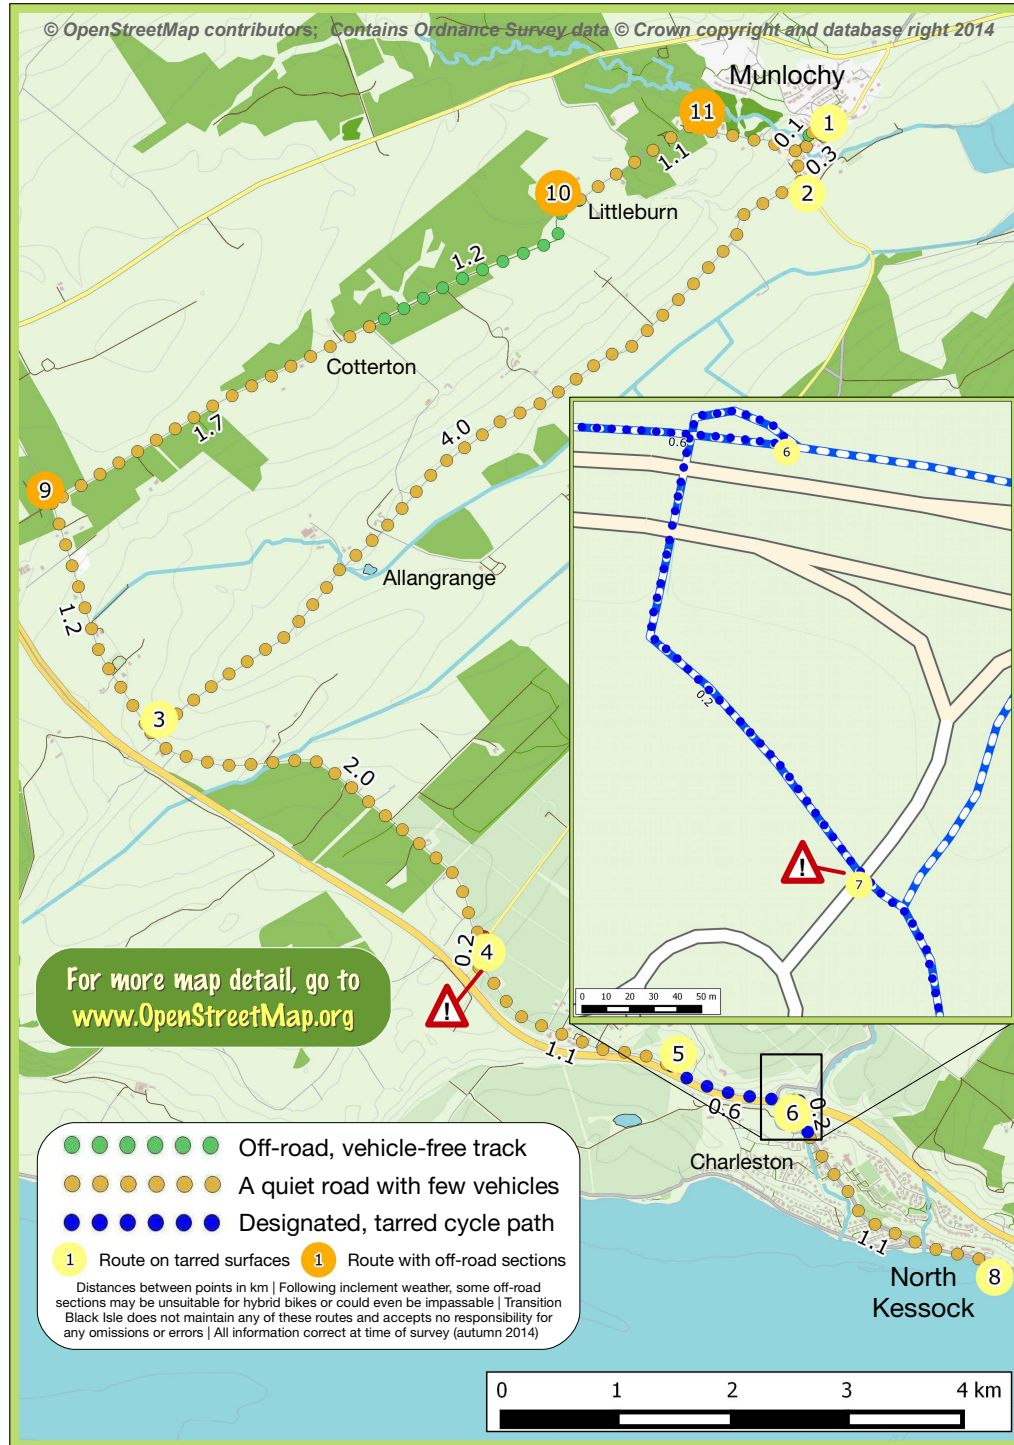 © OpenStreetMap contributors; Contains Ordnance Survey data © Crown copyright and database right 2014
Munlochy
11
1
0.1
1.1
0.3
10
2
Littleburn
1.2
Cotterton
1.7
4.0
9
Allangrange
1.2
3
2.0
6
0.6
0.2
!
7
0 10 20 30 40 50 m
0.2
4
!
For more map detail, go to
www.OpenStreetMap.org
1.1
5
0.6
6
0.2
Charleston
1.1
North
Kessock
8
Off-road, vehicle-free track
A quiet road with few vehicles
Designated, tarred cycle path
1 Route on tarred surfaces 1 Route with off-road sections
Distances between points in km | Following inclement weather, some off-road
sections may be unsuitable for hybrid bikes or could even be impassable | Transition
Black Isle does not maintain any of these routes and accepts no responsibility for
any omissions or errors | All information correct at time of survey (autumn 2014)
0 1 2 3 4 km